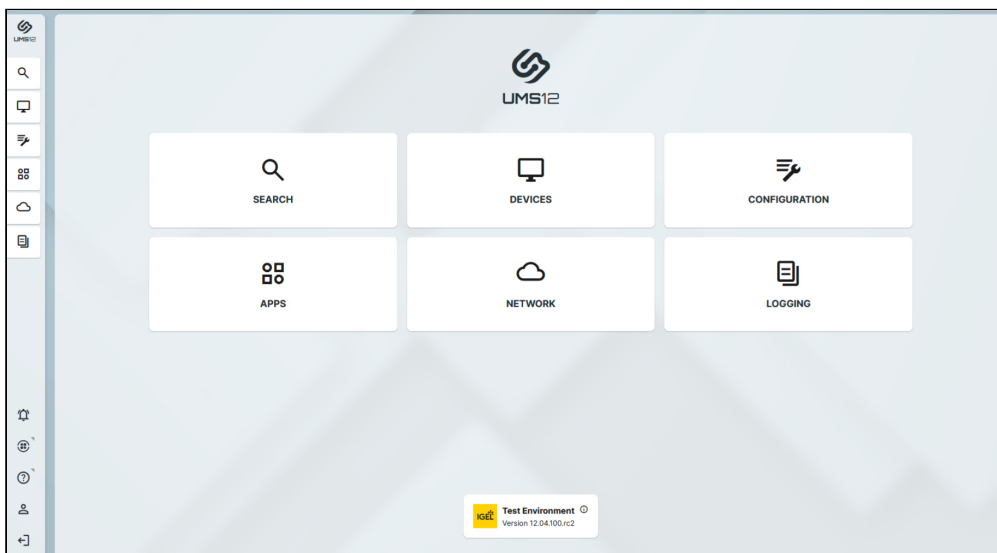 UMS12
UMS12
SEARCH
DEVICES
CONFIGURATION
APPS
NETWORK
LOGGING
IGEL
Test Environment
Version 12.04.100.rc2